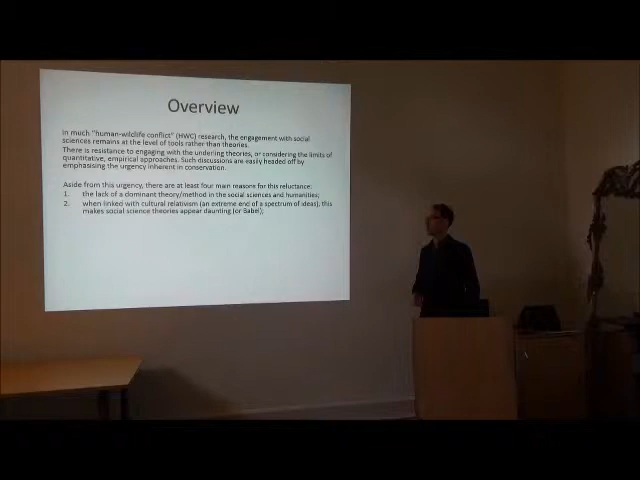 Overview
In much "human-wildlife conflict" (HWC) research, the engagement with social
sciences remains at the level of tools rather than theories.
There is resistance to engaging with the underling theories, or considering the limits of
quantitative, empirical approaches. Such discussions are easily headed off by
emphasising the urgency inherent in conservation.
Aside from this urgency, there are at least four main reasons for this reluctance:
1. the lack of a dominant theory/method in the social sciences and humanities;
2. when linked with cultural relativism (an extreme end of a spectrum of ideas), this
makes social science theories appear daunting (or Babel);